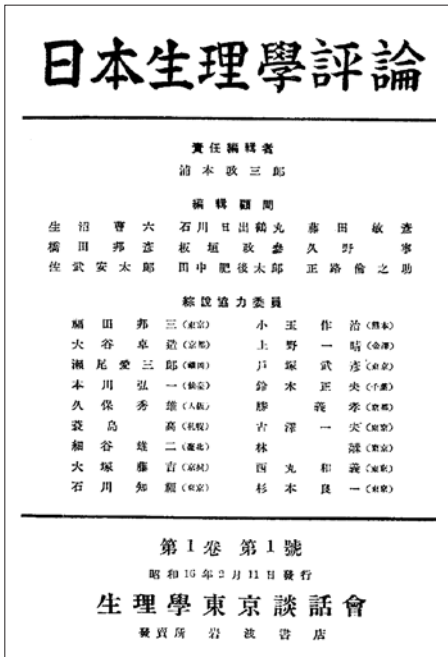 日本生理學評論
責任編輯者
浦本政三郎
編輯顧問
生沼曹六 石川日出鶴丸 藤田敏彥
橋田邦彥 板垣政參 久野寧
佐武安太郎 田中肥後太郎 正路倫之助
綜說協力委員
福田邦三(東京) 小玉作治(熊本)
大谷卓造(京都) 上野一晴(金澤)
瀨尾愛三郎 戶塚武彥(東京)
本川弘一(仙臺) 鈴木正夫(千葉)
久保秀雄(大阪) 勝義孝(京都)
簑島高(札幌) 古澤一夫(東京)
細谷雄二(臺北) 林髞(東京)
大塚藤吉(京城) 西丸和義(東京)
石川知福(東京) 杉本良一(東京)
第1卷 第1號
昭和16年2月11日發行
生理學東京談話會
發賣所 岩波書店